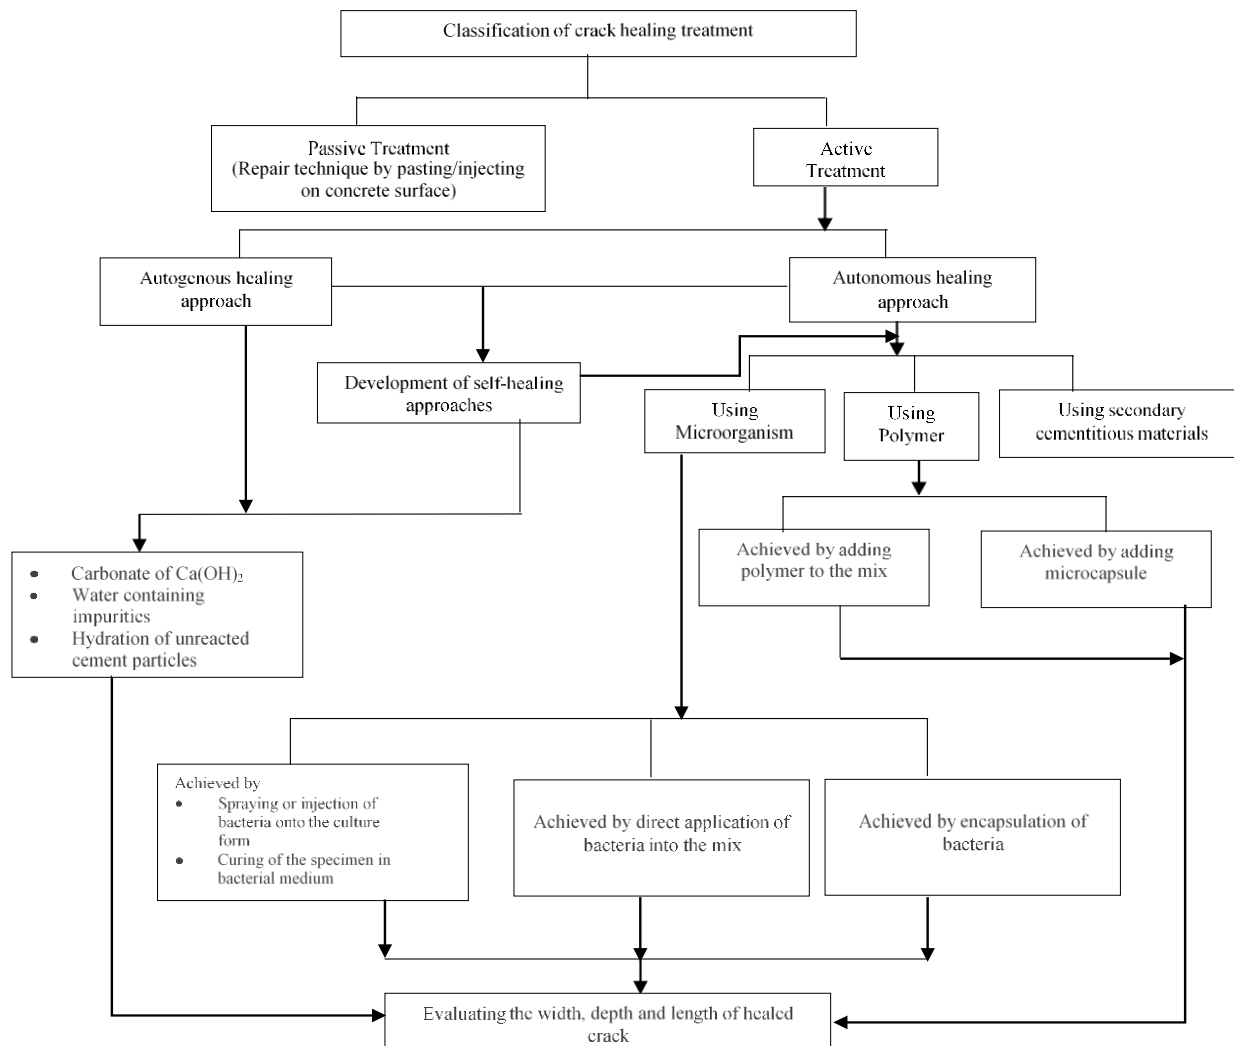 Classification of crack healing treatment
Passive Treatment
(Repair technique by pasting/injecting
on concrete surface)
Active
Treatment
Autogenous healing
approach
Autonomous healing
approach
Development of self-healing
approaches
Using
Microorganism
Using
Polymer
Using secondary
cementitious materials
Achieved by adding
polymer to the mix
Achieved by adding
microcapsule
● Carbonate of Ca(OH)₂
● Water containing
impurities
● Hydration of unreacted
cement particles
Achieved by
● Spraying or injection of
bacteria onto the culture
form
● Curing of the specimen in
bacterial medium
Achieved by direct application of
bacteria into the mix
Achieved by encapsulation of
bacteria
Evaluating the width, depth and length of healed
crack